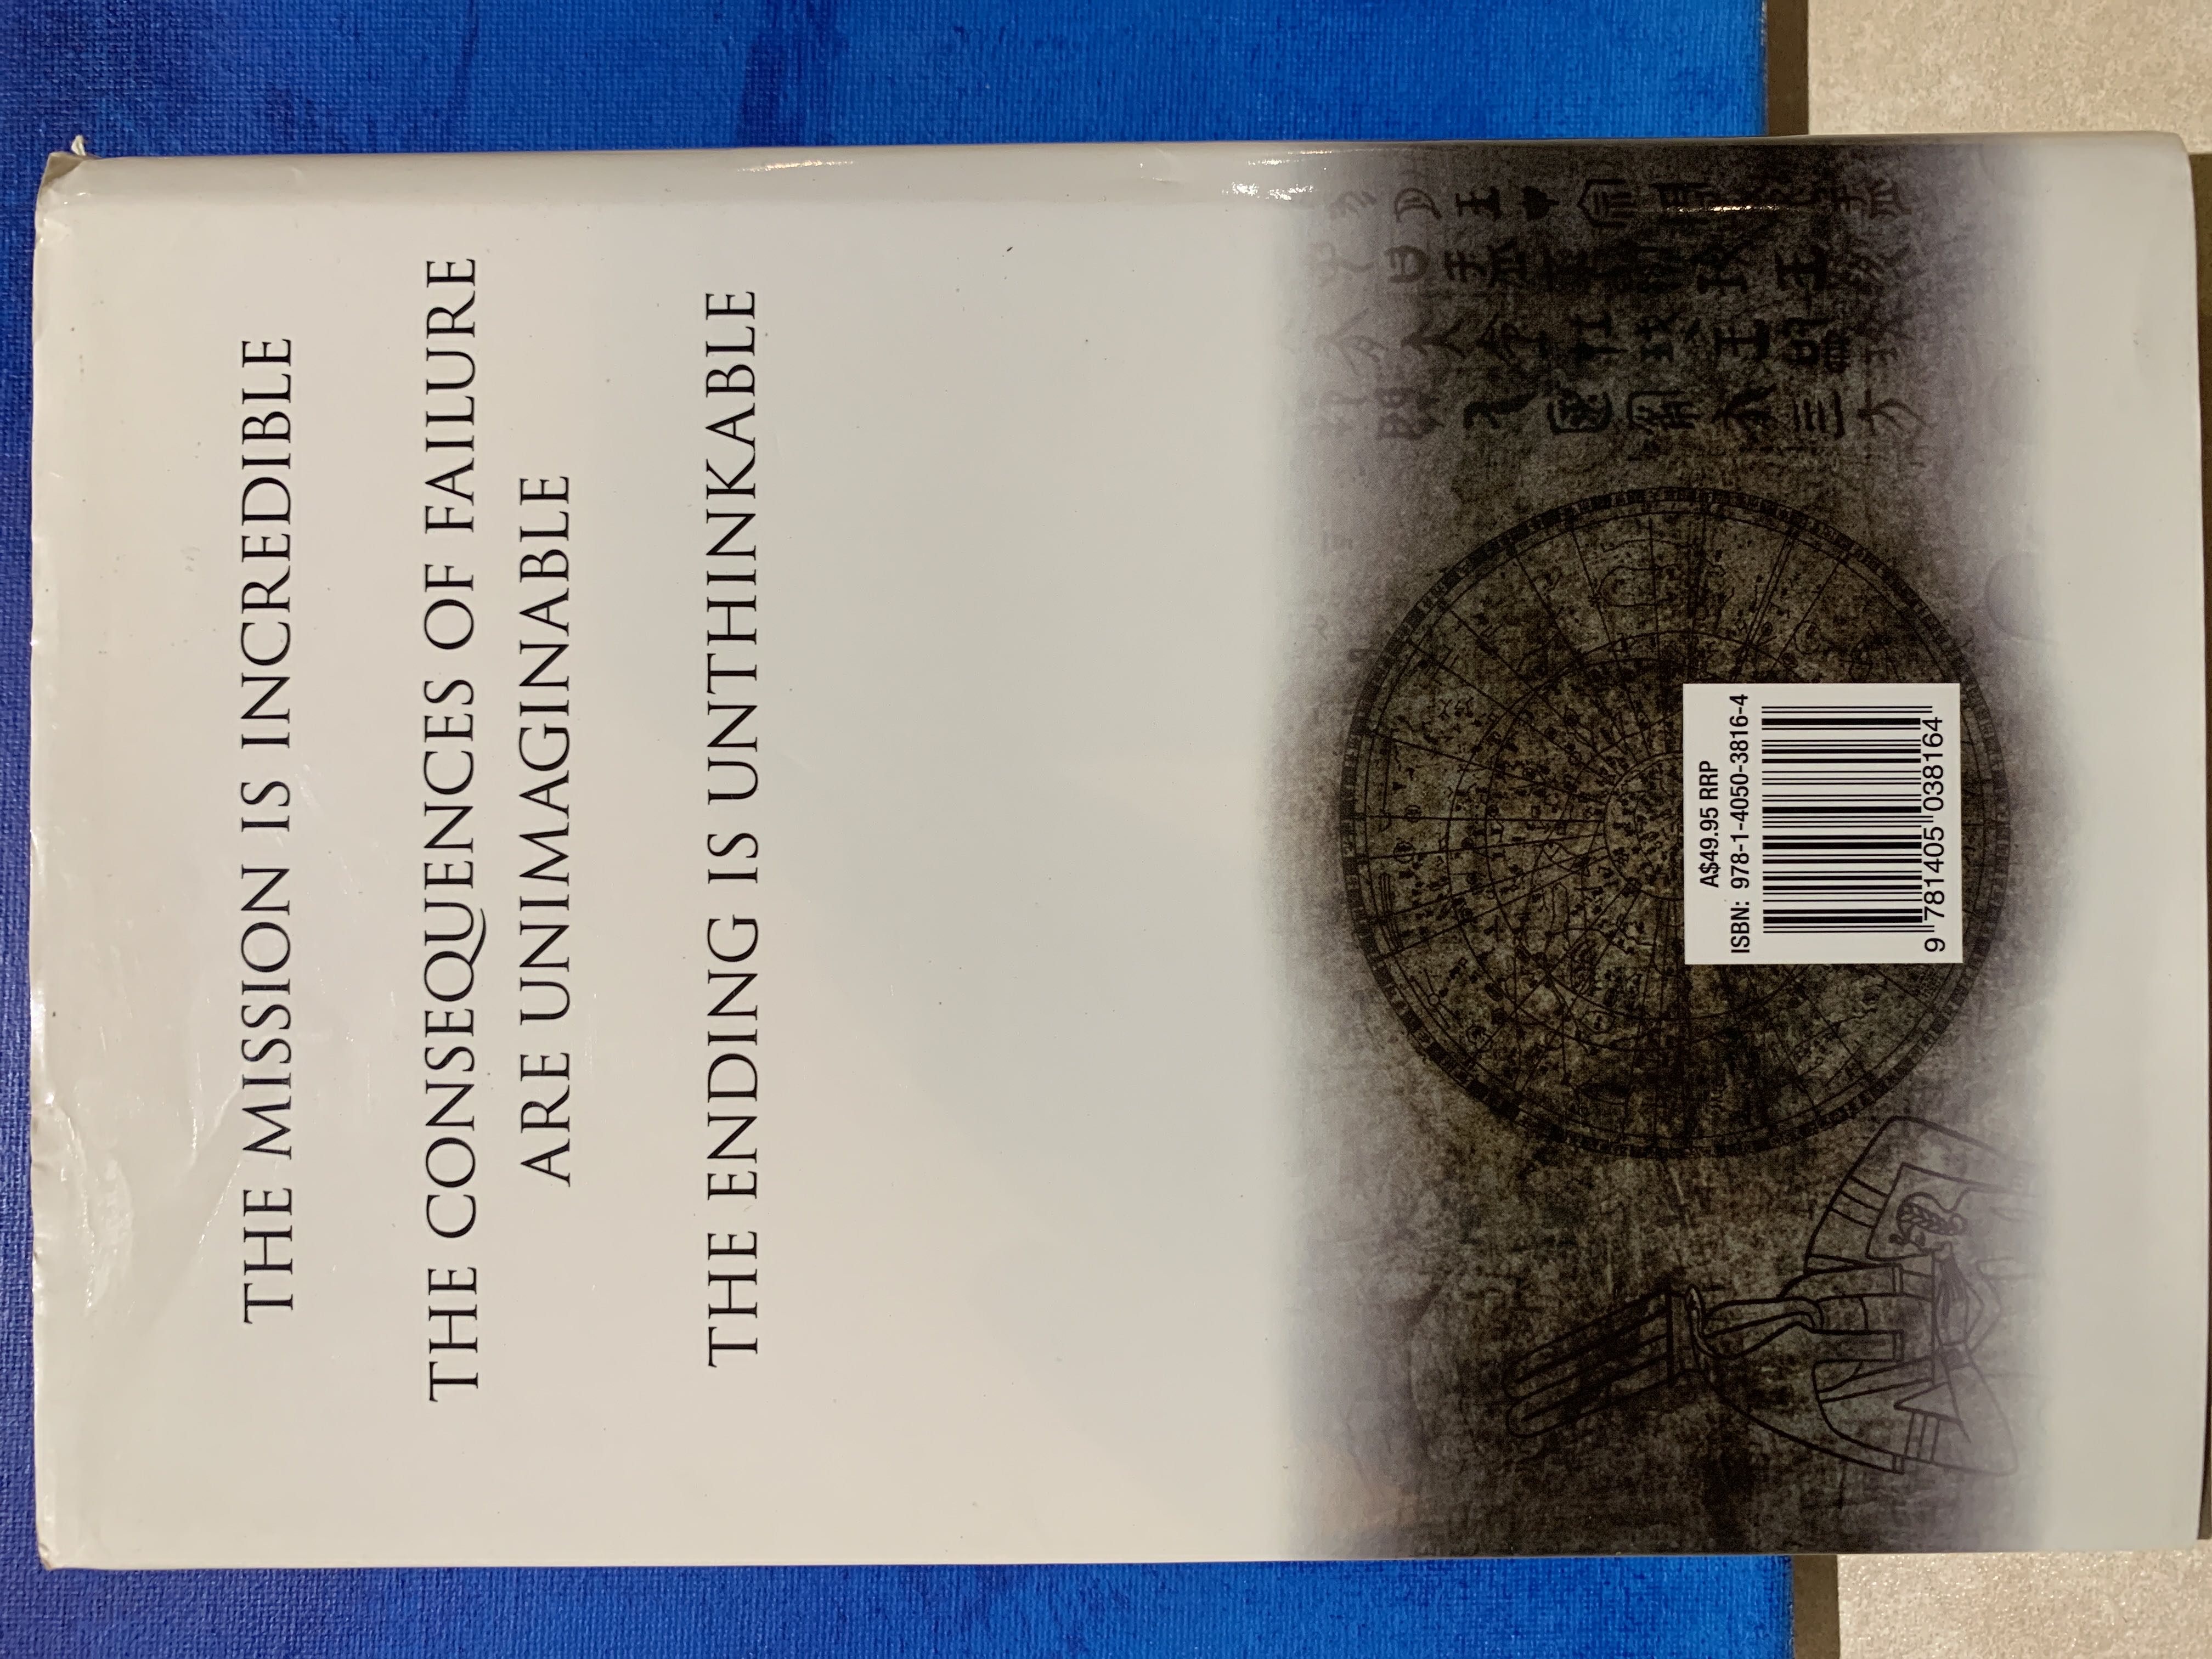 THE MISSION IS INCREDIBLE
THE CONSEQUENCES OF FAILURE
ARE UNIMAGINABLE
THE ENDING IS UNTHINKABLE
A$49.95 RRP
ISBN: 978-1-4050-3816-4
9 781405 038164